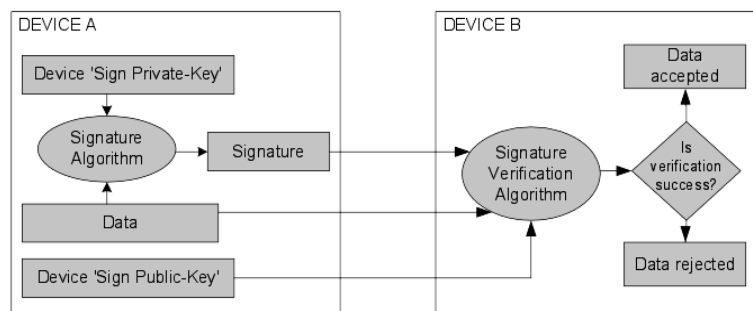 DEVICE A
Device 'Sign Private-Key'
Signature
Algorithm
Signature
Data
Device 'Sign Public-Key'
DEVICE B
Signature
Verification
Algorithm
Data
accepted
Is
verification
success?
Data rejected